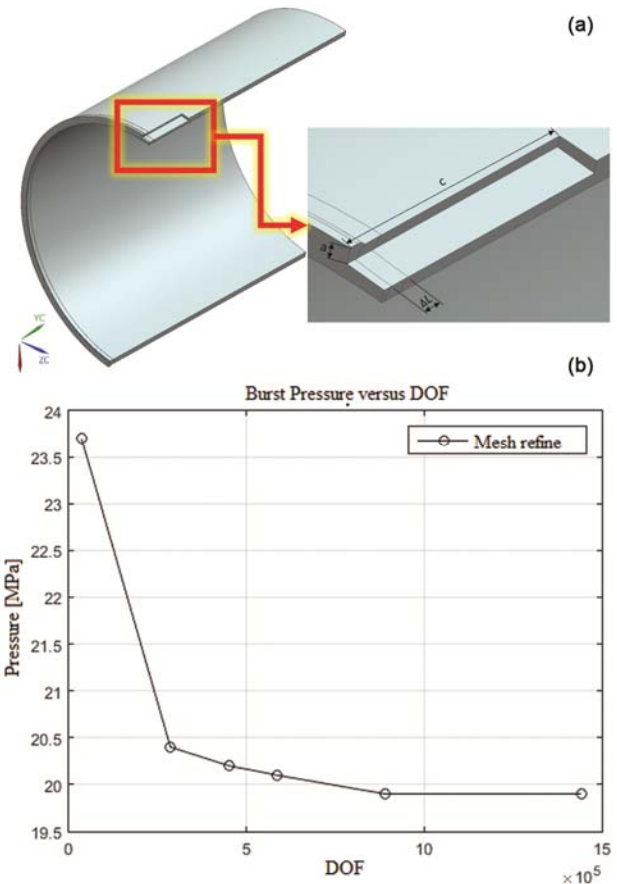 (a)
c
a
ΔL
YC
ZC
(b)
Burst Pressure versus DOF
Mesh refine
Pressure [MPa]
24
23.5
23
22.5
22
21.5
21
20.5
20
19.5
0
5
10
15
× 10⁵
DOF